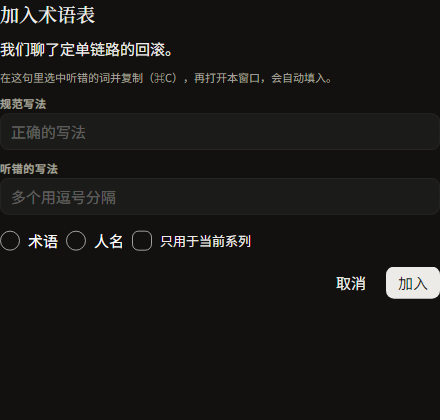 加入术语表
我们聊了定单链路的回滚。
在这句里选中听错的词并复制（⌘C），再打开本窗口，会自动填入。
规范写法
正确的写法
听错的写法
多个用逗号分隔
术语 人名 只用于当前系列
取消 加入